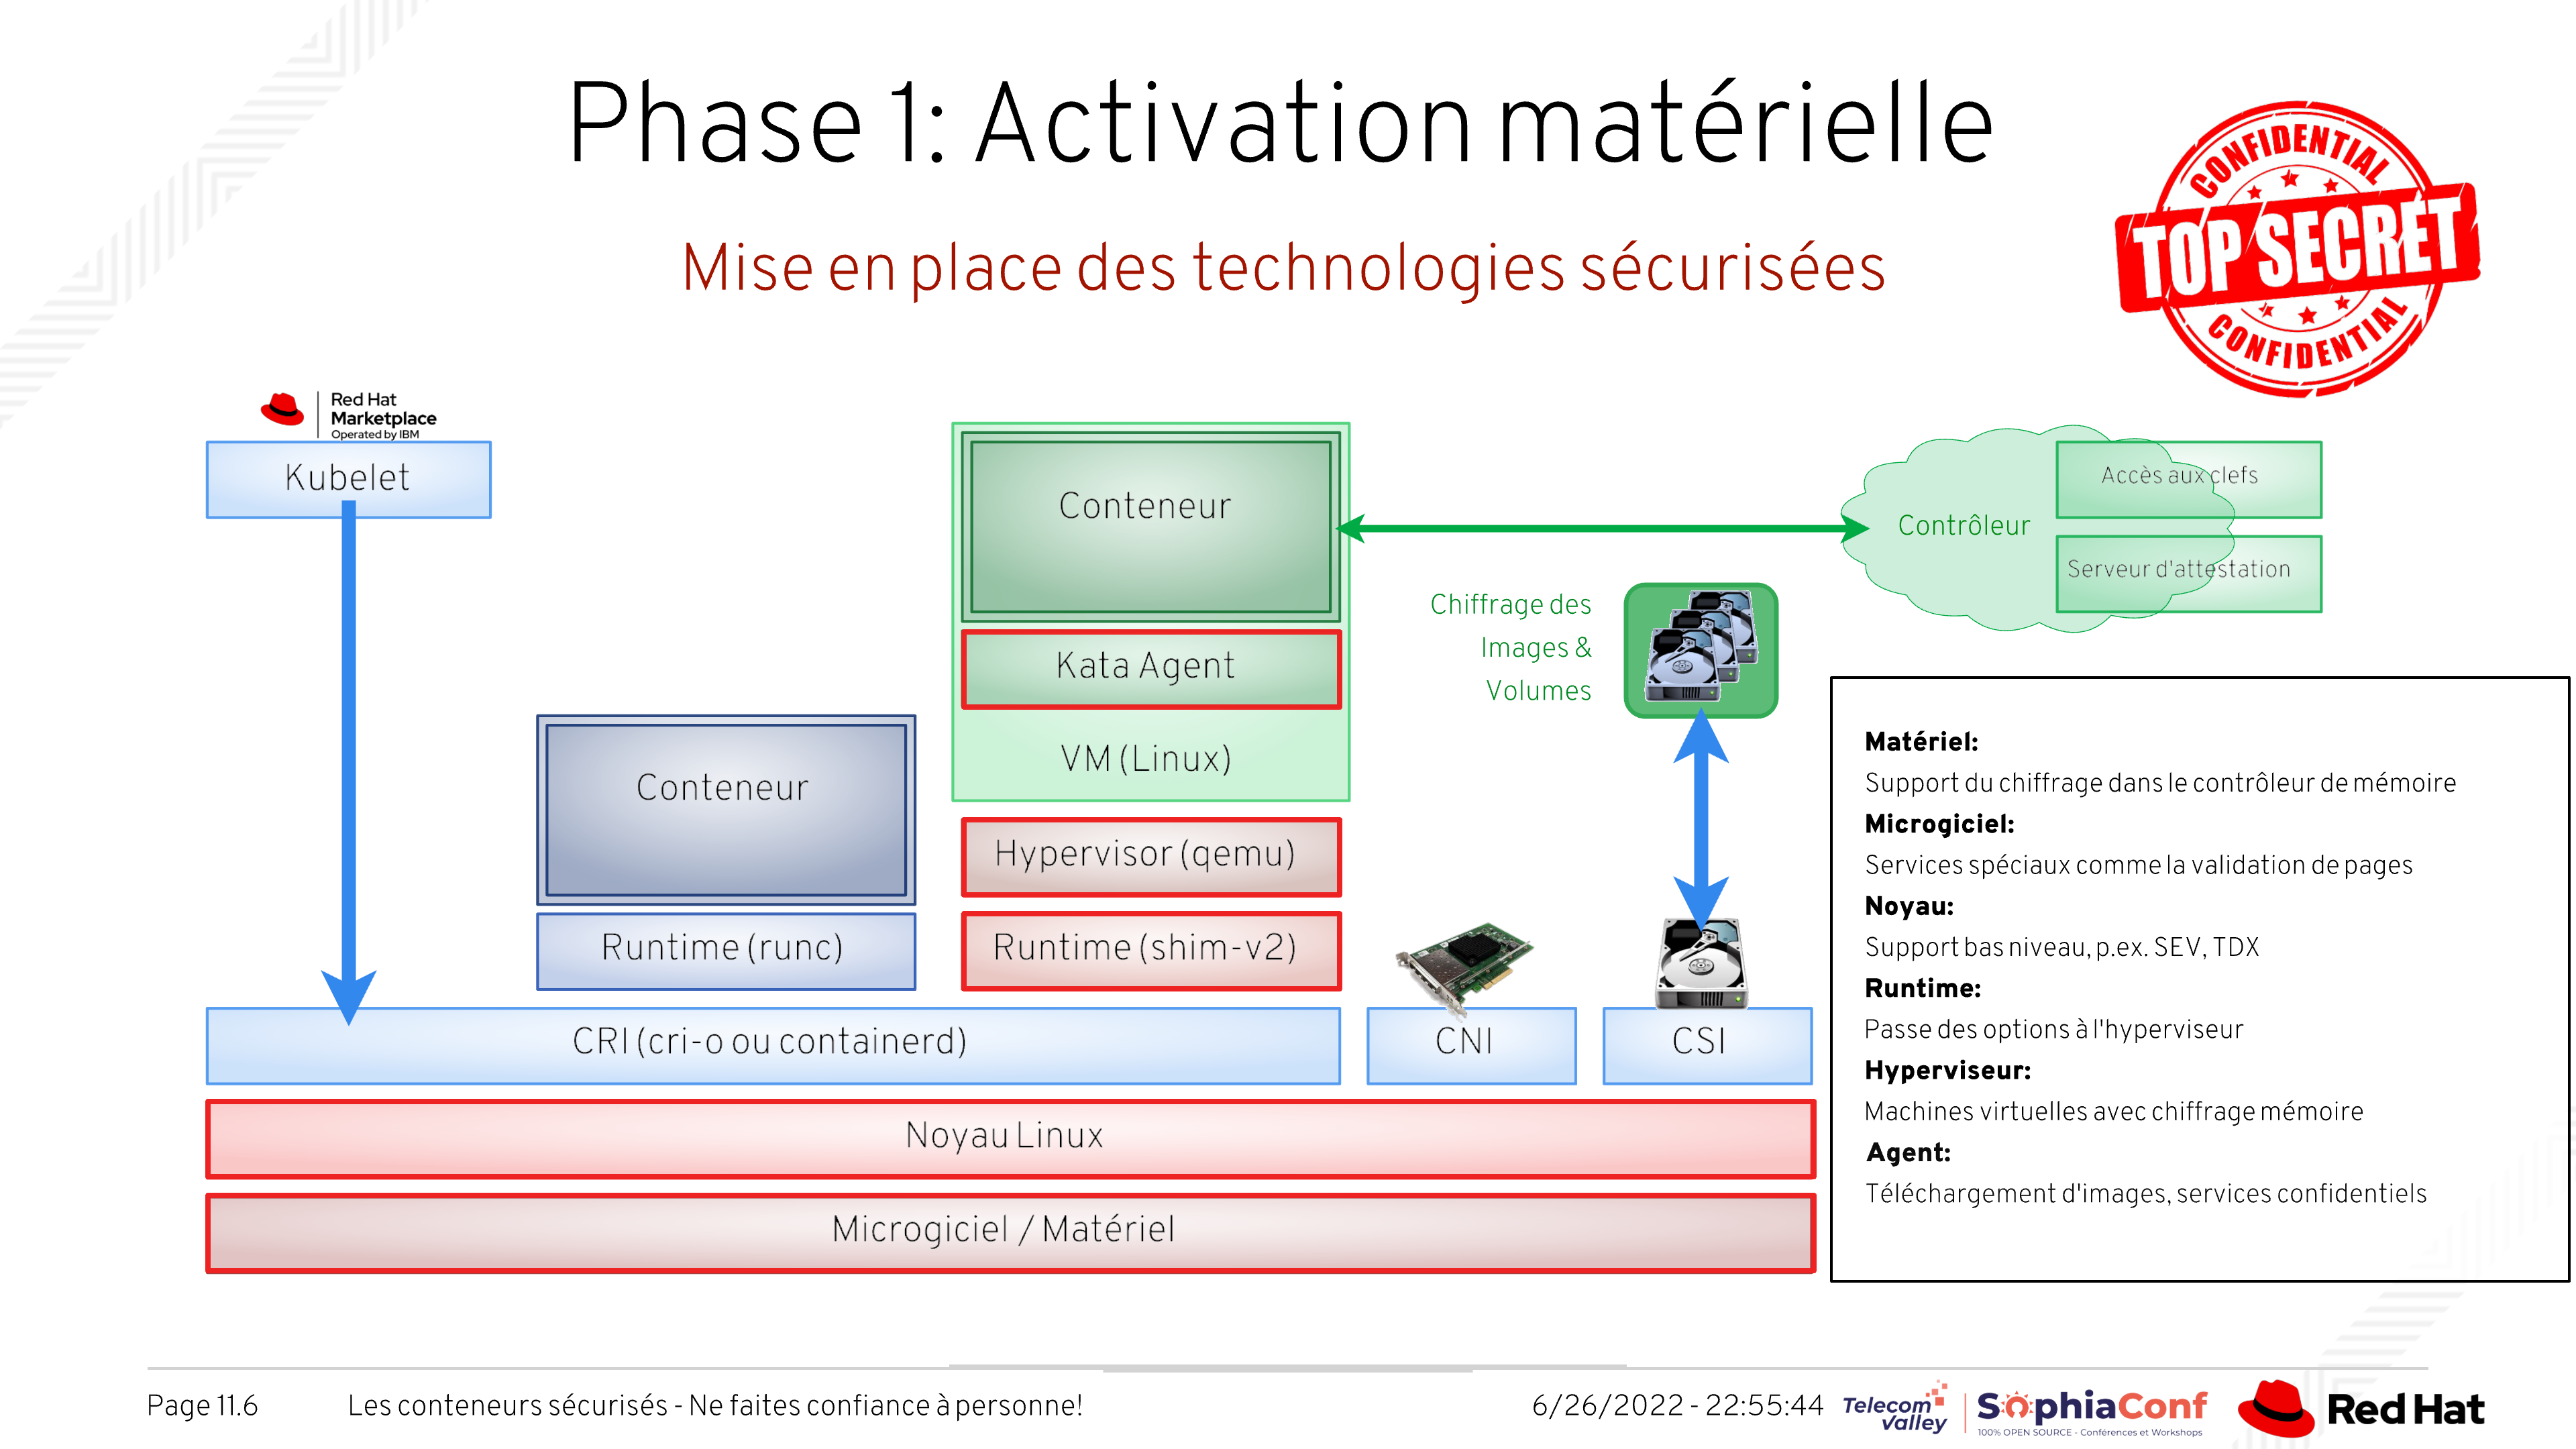 Phase 1: Activation matérielle
Mise en place des technologies sécurisées
CONFIDENTIAL
TOP SECRET
CONFIDENTIAL
Red Hat
Marketplace
Operated by IBM
Kubelet
Conteneur
Kata Agent
VM (Linux)
Hypervisor (qemu)
Runtime (shim-v2)
Conteneur
Runtime (runc)
CRI (cri-o ou containerd)
CNI
CSI
Noyau Linux
Microgiciel / Matériel
Chiffrage des
Images &
Volumes
Contrôleur
Accès aux clefs
Serveur d'attestation
Matériel:
Support du chiffrage dans le contrôleur de mémoire
Microgiciel:
Services spéciaux comme la validation de pages
Noyau:
Support bas niveau, p.ex. SEV, TDX
Runtime:
Passe des options à l'hyperviseur
Hyperviseur:
Machines virtuelles avec chiffrage mémoire
Agent:
Téléchargement d'images, services confidentiels
Page 11.6
Les conteneurs sécurisés - Ne faites confiance à personne!
6/26/2022 - 22:55:44
Telecom
Valley
SophiaConf
100% OPEN SOURCE - Conférences et Workshops
Red Hat